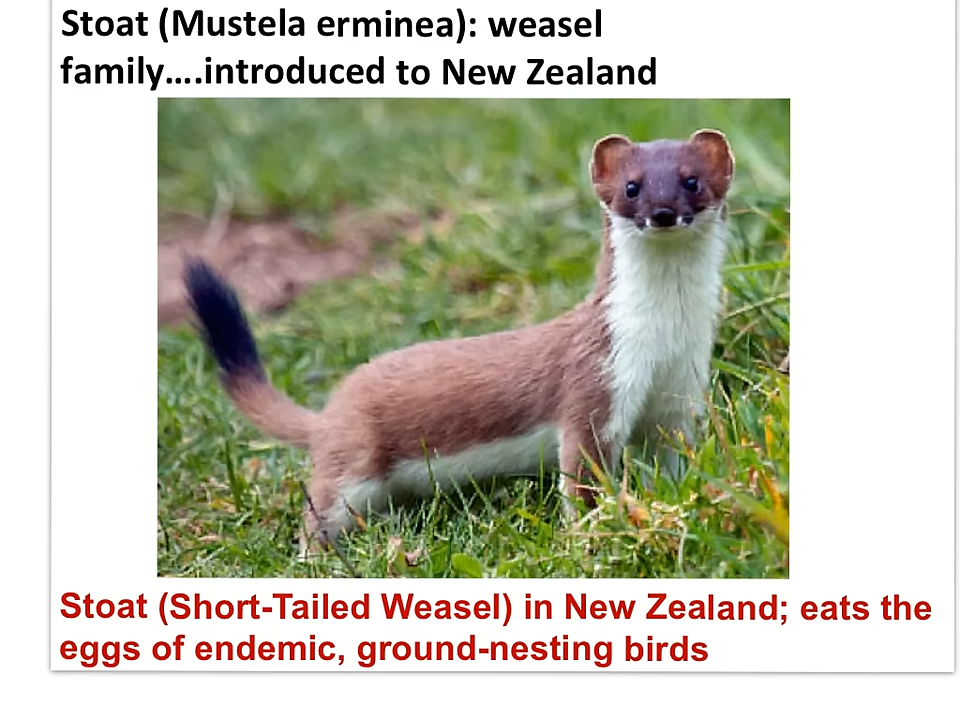 Stoat (Mustela erminea): weasel
family….introduced to New Zealand
Stoat (Short-Tailed Weasel) in New Zealand; eats the
eggs of endemic, ground-nesting birds